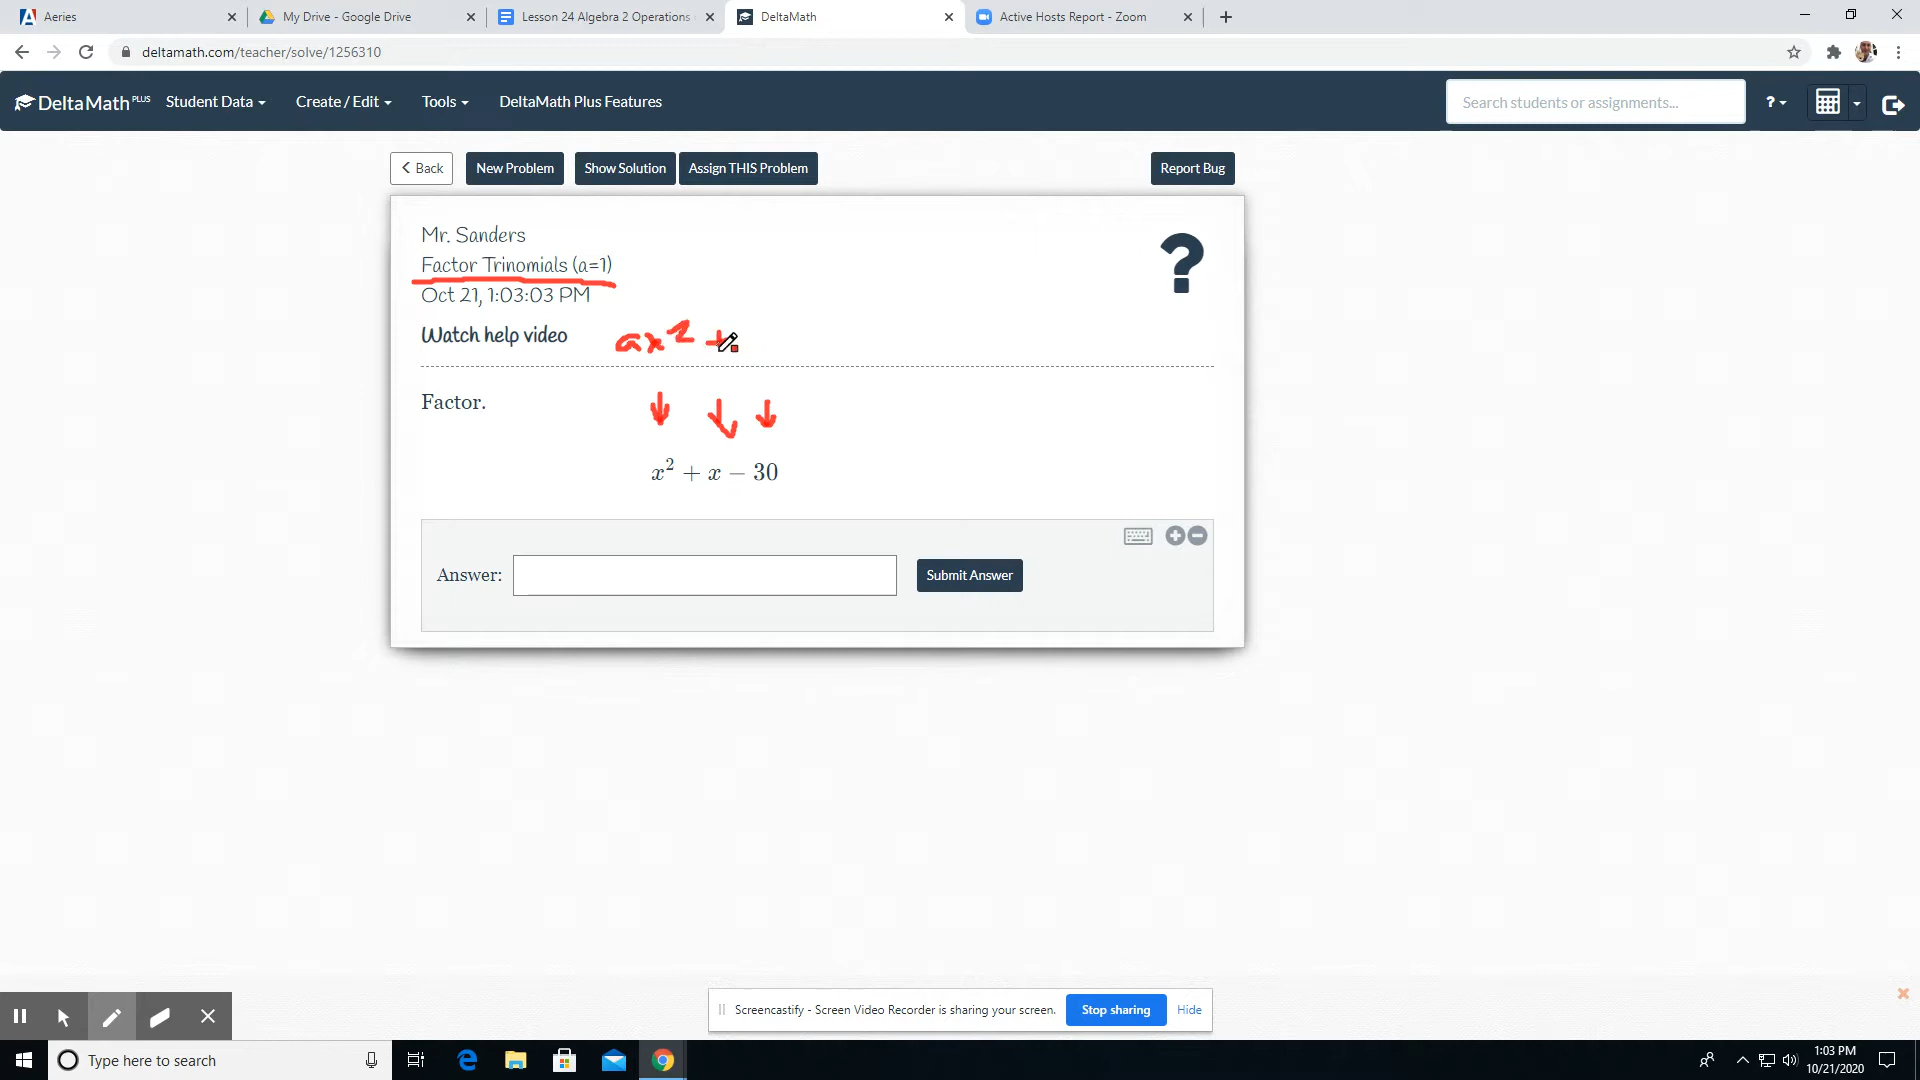 Aeries
My Drive - Google Drive
Lesson 24 Algebra 2 Operations
DeltaMath
Active Hosts Report - Zoom
deltamath.com/teacher/solve/1256310
DeltaMath PLUS
Student Data
Create / Edit
Tools
DeltaMath Plus Features
Search students or assignments...
?
Back
New Problem
Show Solution
Assign THIS Problem
Report Bug
Mr. Sanders
Factor Trinomials (a=1)
Oct 21, 1:03:03 PM
?
Watch help video
ax² +
Factor.
x² + x − 30
Answer:
Submit Answer
Screencastify - Screen Video Recorder is sharing your screen.
Stop sharing
Hide
Type here to search
1:03 PM
10/21/2020